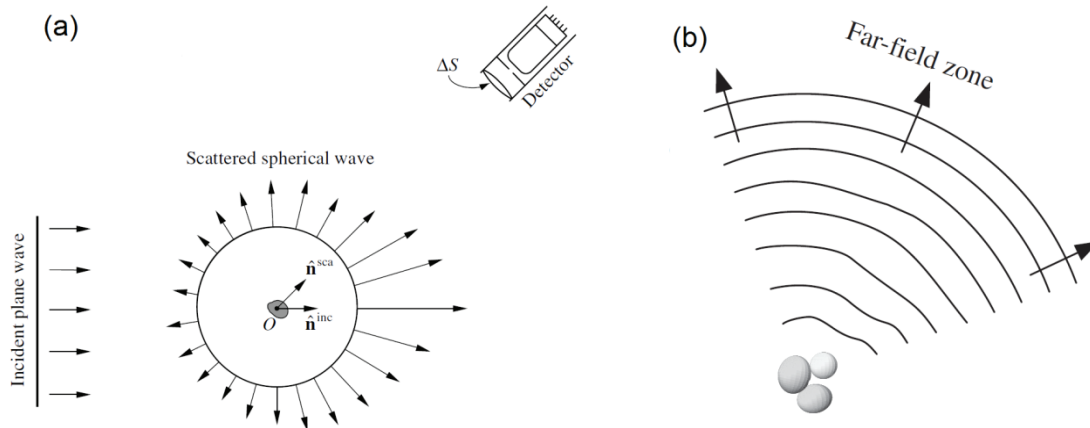 (a)
ΔS
Detector
Scattered spherical wave
Incident plane wave
n̂ˢᶜᵃ
n̂ⁱⁿᶜ
O
(b)
Far-field zone